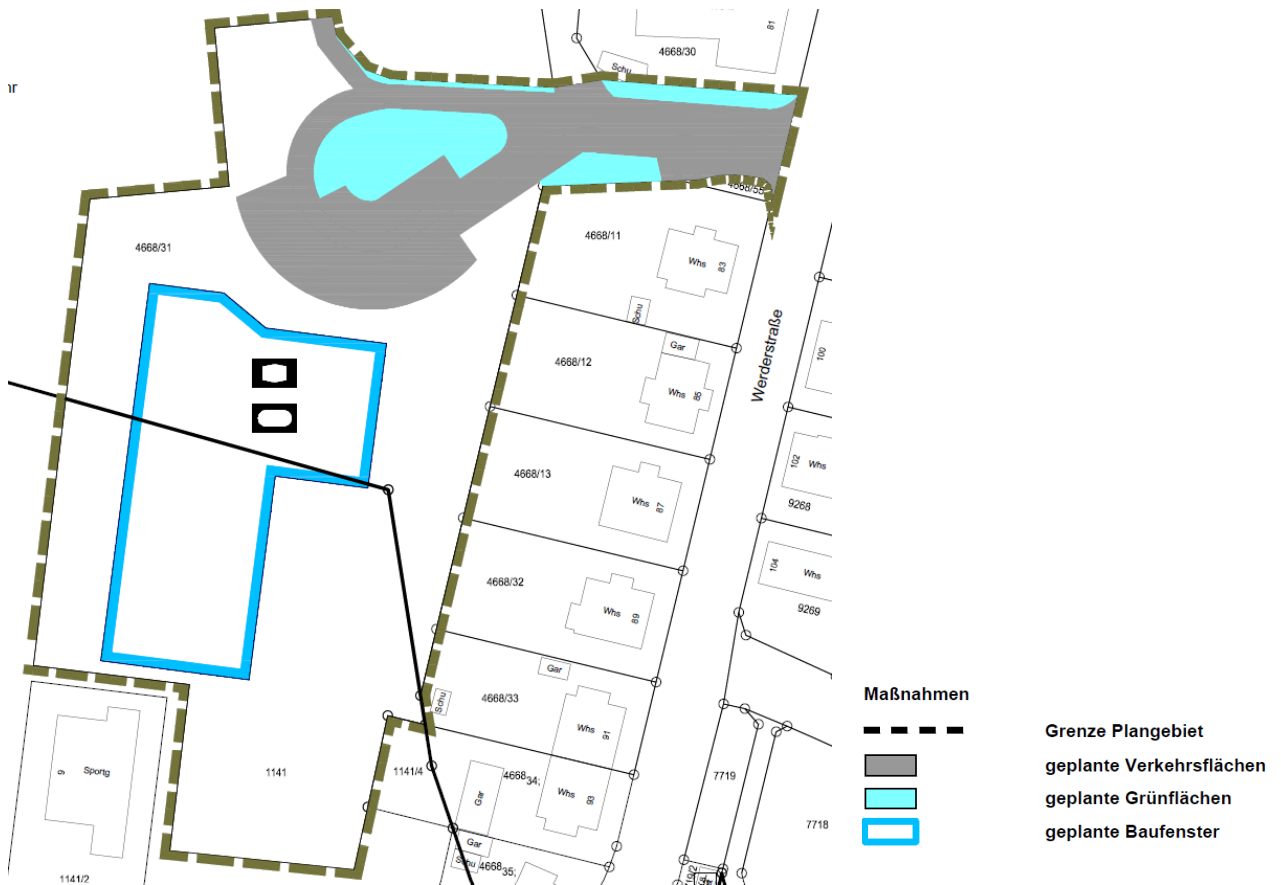 81
4668/30
Schu
nr
4668/55
4668/31
4668/11
Whs
83
Schu
Werderstraße
4668/12
Gar
Whs
85
100
4668/13
Whs
87
102
Whs
9268
4668/32
Whs
89
104
Whs
9269
Gar
4668/33
Schu
Whs
91
Maßnahmen
Grenze Plangebiet
geplante Verkehrsflächen
geplante Grünflächen
geplante Baufenster
9
Sportg
1141
1141/4
4668
34;
7719
Gar
Whs
93
7718
Gar
Schu
4668
35;
1141/2
19/2